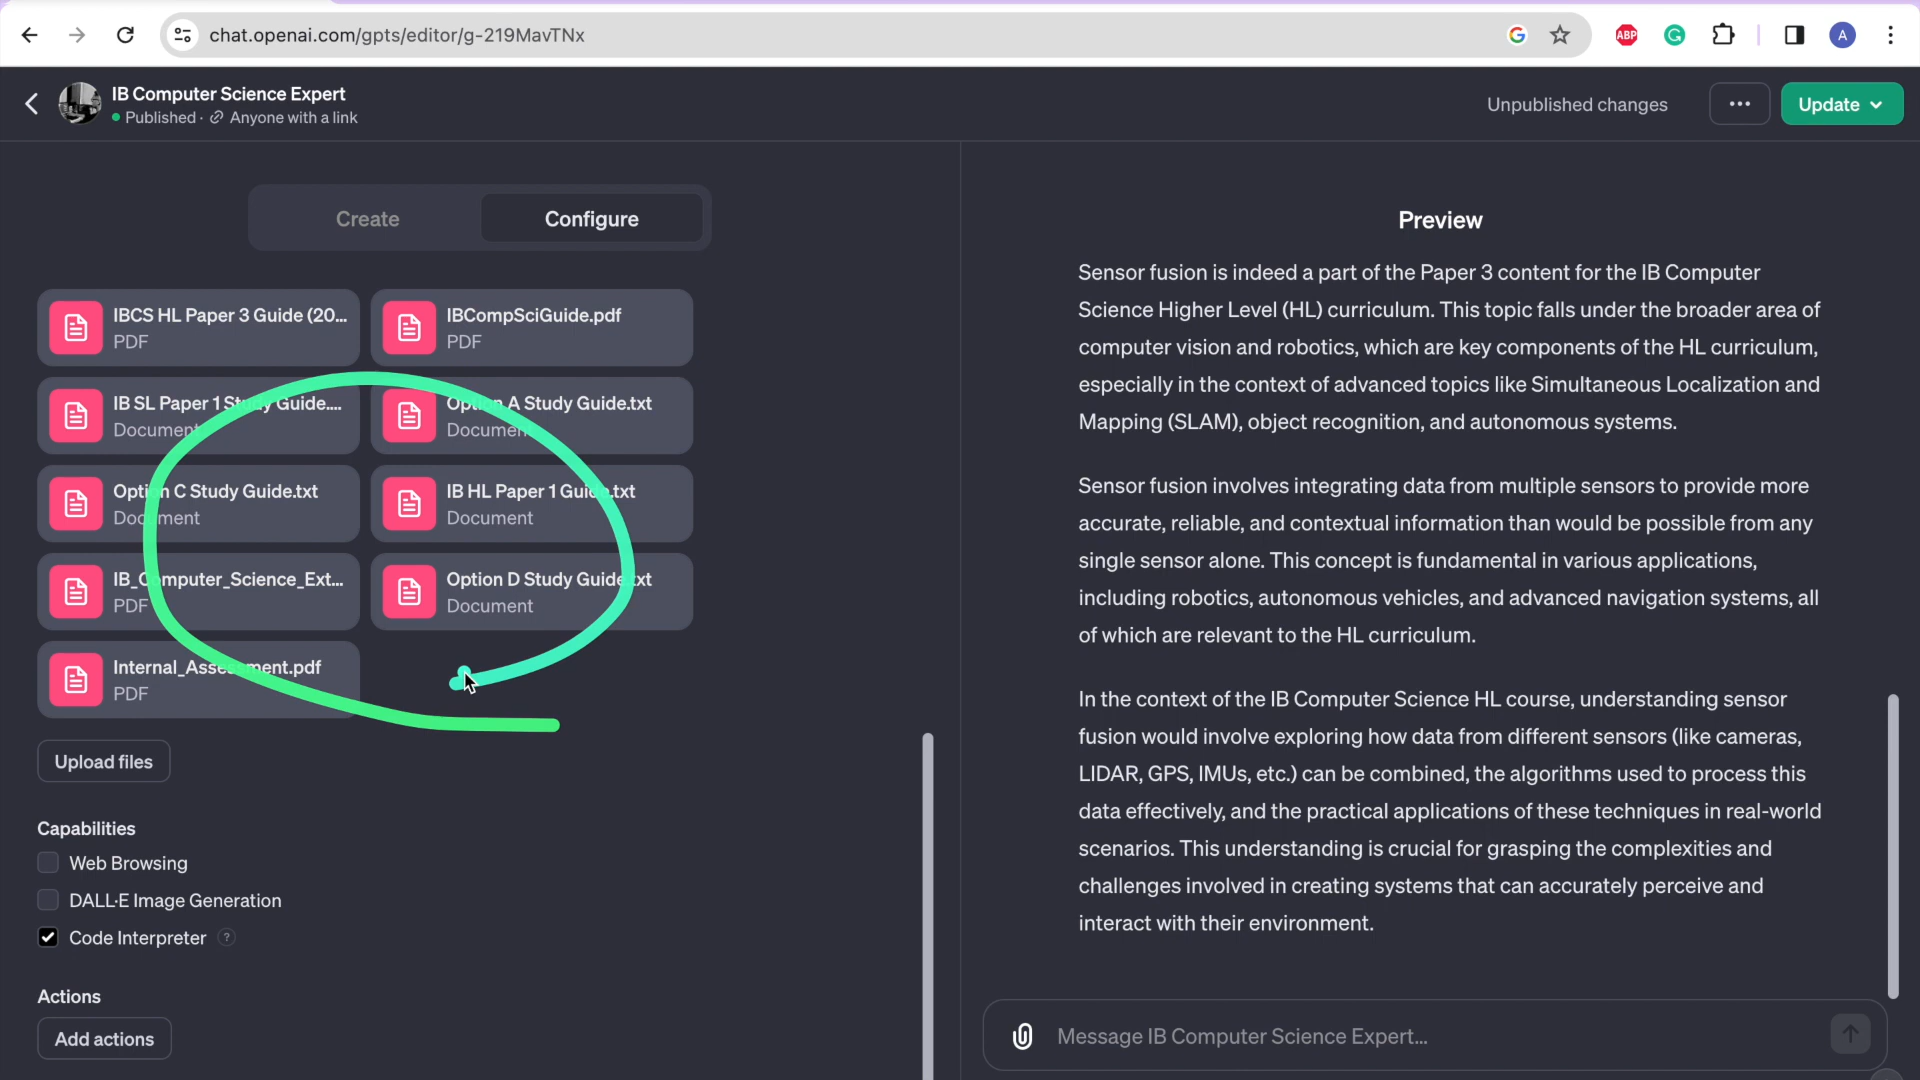 chat.openai.com/gpts/editor/g-219MavTNx
ABP
A
IB Computer Science Expert
Published · Anyone with a link
Unpublished changes
Update
Create
Configure
IBCS HL Paper 3 Guide (20...
PDF
IBCompSciGuide.pdf
PDF
IB SL Paper 1 Study Guide....
Document
Option A Study Guide.txt
Document
Option C Study Guide.txt
Document
IB HL Paper 1 Guide.txt
Document
IB_Computer_Science_Ext...
PDF
Option D Study Guide.txt
Document
Internal_Assessment.pdf
PDF
Upload files
Capabilities
Web Browsing
DALL·E Image Generation
Code Interpreter ?
Actions
Add actions
Preview
Sensor fusion is indeed a part of the Paper 3 content for the IB Computer
Science Higher Level (HL) curriculum. This topic falls under the broader area of
computer vision and robotics, which are key components of the HL curriculum,
especially in the context of advanced topics like Simultaneous Localization and
Mapping (SLAM), object recognition, and autonomous systems.
Sensor fusion involves integrating data from multiple sensors to provide more
accurate, reliable, and contextual information than would be possible from any
single sensor alone. This concept is fundamental in various applications,
including robotics, autonomous vehicles, and advanced navigation systems, all
of which are relevant to the HL curriculum.
In the context of the IB Computer Science HL course, understanding sensor
fusion would involve exploring how data from different sensors (like cameras,
LIDAR, GPS, IMUs, etc.) can be combined, the algorithms used to process this
data effectively, and the practical applications of these techniques in real-world
scenarios. This understanding is crucial for grasping the complexities and
challenges involved in creating systems that can accurately perceive and
interact with their environment.
Message IB Computer Science Expert...